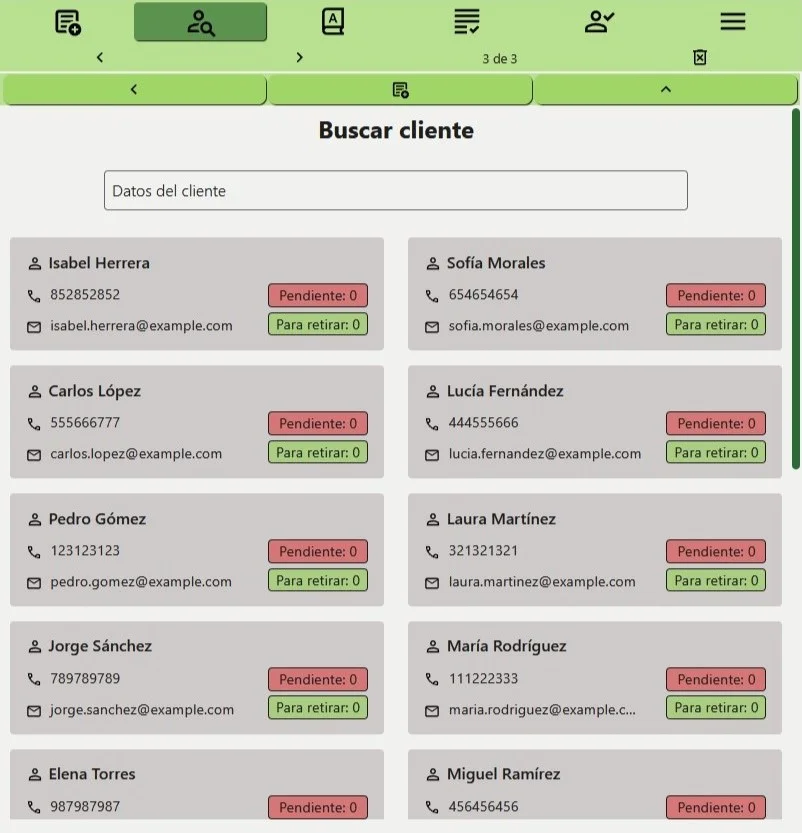 A
3 de 3
Buscar cliente
Datos del cliente
Isabel Herrera
852852852
Pendiente: 0
isabel.herrera@example.com
Para retirar: 0
Sofía Morales
654654654
Pendiente: 0
sofia.morales@example.com
Para retirar: 0
Carlos López
555666777
Pendiente: 0
carlos.lopez@example.com
Para retirar: 0
Lucía Fernández
444555666
Pendiente: 0
lucia.fernandez@example.com
Para retirar: 0
Pedro Gómez
123123123
Pendiente: 0
pedro.gomez@example.com
Para retirar: 0
Laura Martínez
321321321
Pendiente: 0
laura.martinez@example.com
Para retirar: 0
Jorge Sánchez
789789789
Pendiente: 0
jorge.sanchez@example.com
Para retirar: 0
María Rodríguez
111222333
Pendiente: 0
maria.rodriguez@example.c...
Para retirar: 0
Elena Torres
987987987
Pendiente: 0
Miguel Ramírez
456456456
Pendiente: 0